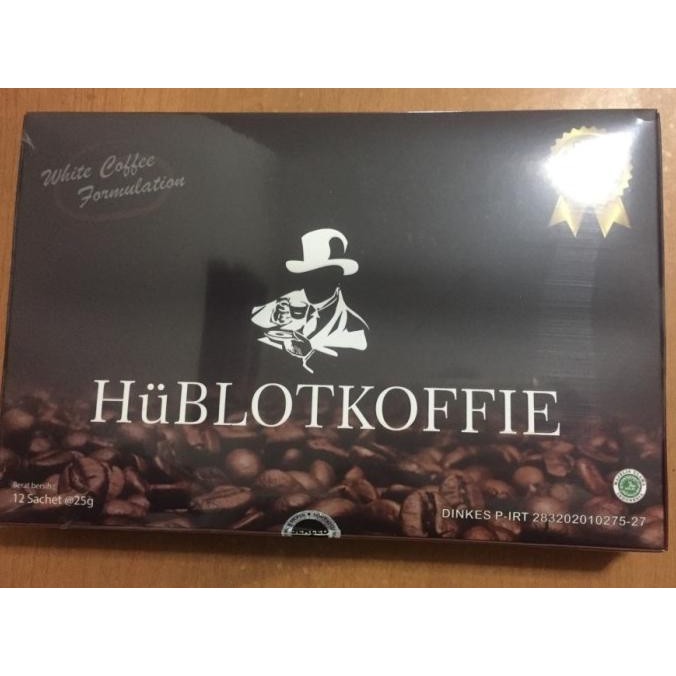 White Coffee
Formulation
HüBLOTKOFFIE
Berat bersih :
12 Sachet @25g
DINKES P-IRT 283202010275-27